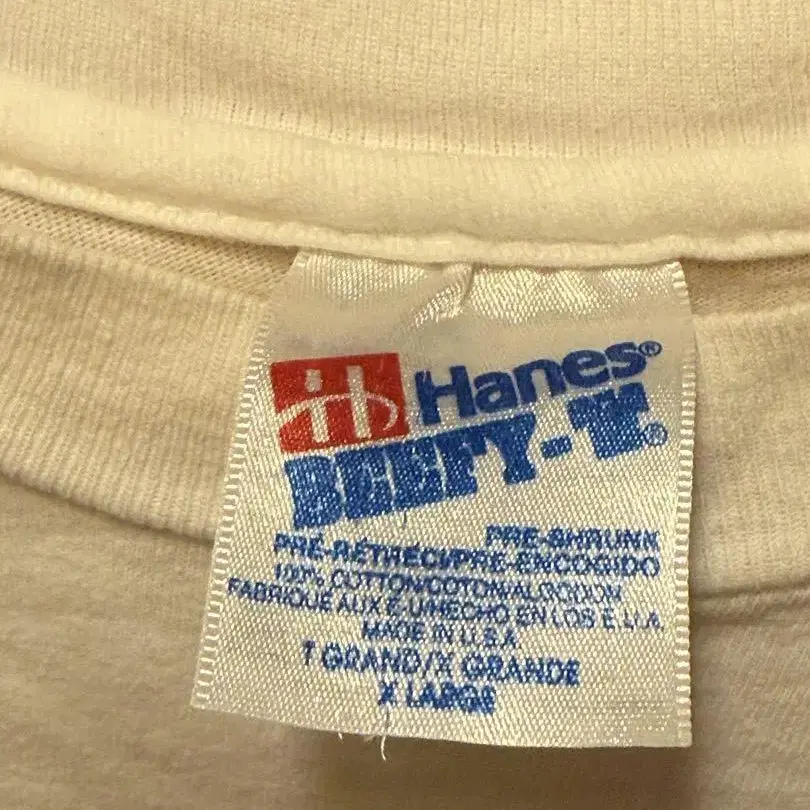 Hanes®
BEEFY-T®
PRE-SHRUNK
PRÉ-RÉTRÉCI/PRE-ENCOGIDO
100% COTTON/COTON/ALGODON
FABRIQUÉ AUX E.-U./HECHO EN LOS E.U.A.
MADE IN U.S.A.
T GRAND/X GRANDE
X LARGE